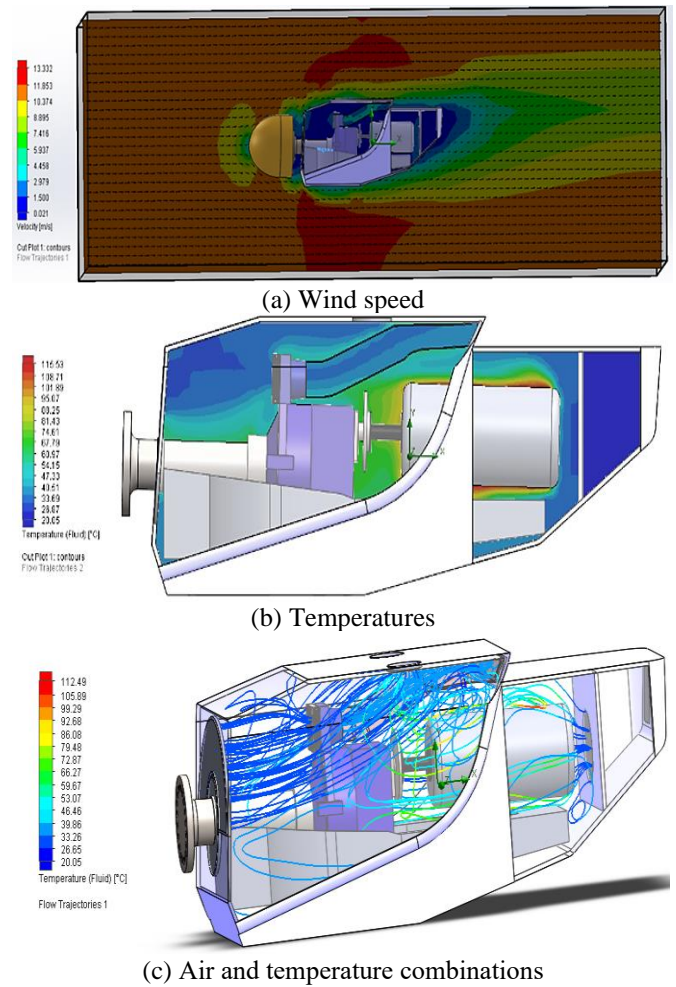 13.332
11.853
10.374
8.895
7.416
5.937
4.458
2.979
1.500
0.021
Velocity [m/s]
Cut Plot 1: contours
Flow Trajectories 1
X
(a) Wind speed
115.53
108.71
101.89
95.07
88.25
81.43
74.61
67.79
60.97
54.15
47.33
40.51
33.69
26.87
20.05
Temperature (Fluid) [°C]
Cut Plot 1: contours
Flow Trajectories 2
Y
Z
X
(b) Temperatures
112.49
105.89
99.29
92.68
86.08
79.48
72.87
66.27
59.67
53.07
46.46
39.86
33.26
26.65
20.05
Temperature (Fluid) [°C]
Flow Trajectories 1
X
(c) Air and temperature combinations